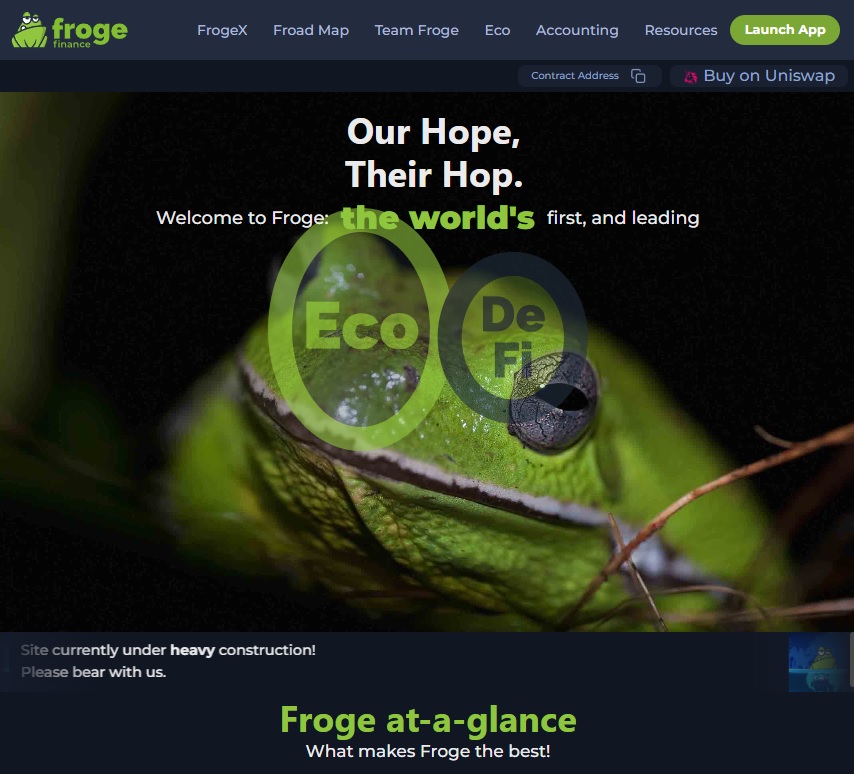 froge
finance
FrogeX Froad Map Team Froge Eco Accounting Resources Launch App
Contract Address Buy on Uniswap
Our Hope,
Their Hop.
Welcome to Froge: the world's first, and leading
Eco
De
Fi
Site currently under heavy construction!
Please bear with us.
Froge at-a-glance
What makes Froge the best!